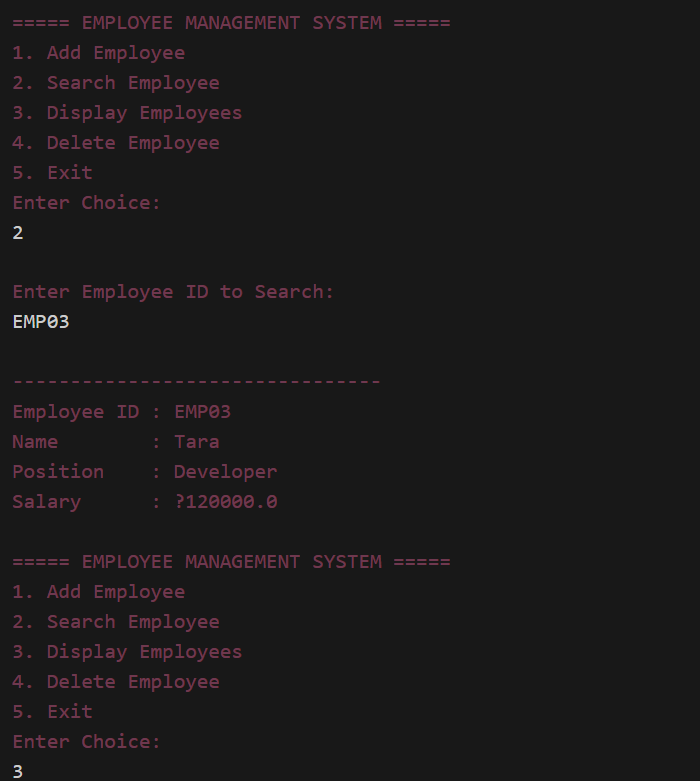 ===== EMPLOYEE MANAGEMENT SYSTEM =====
1. Add Employee
2. Search Employee
3. Display Employees
4. Delete Employee
5. Exit
Enter Choice:
2
Enter Employee ID to Search:
EMP03
--------------------------------
Employee ID : EMP03
Name        : Tara
Position    : Developer
Salary      : ?120000.0
===== EMPLOYEE MANAGEMENT SYSTEM =====
1. Add Employee
2. Search Employee
3. Display Employees
4. Delete Employee
5. Exit
Enter Choice:
3